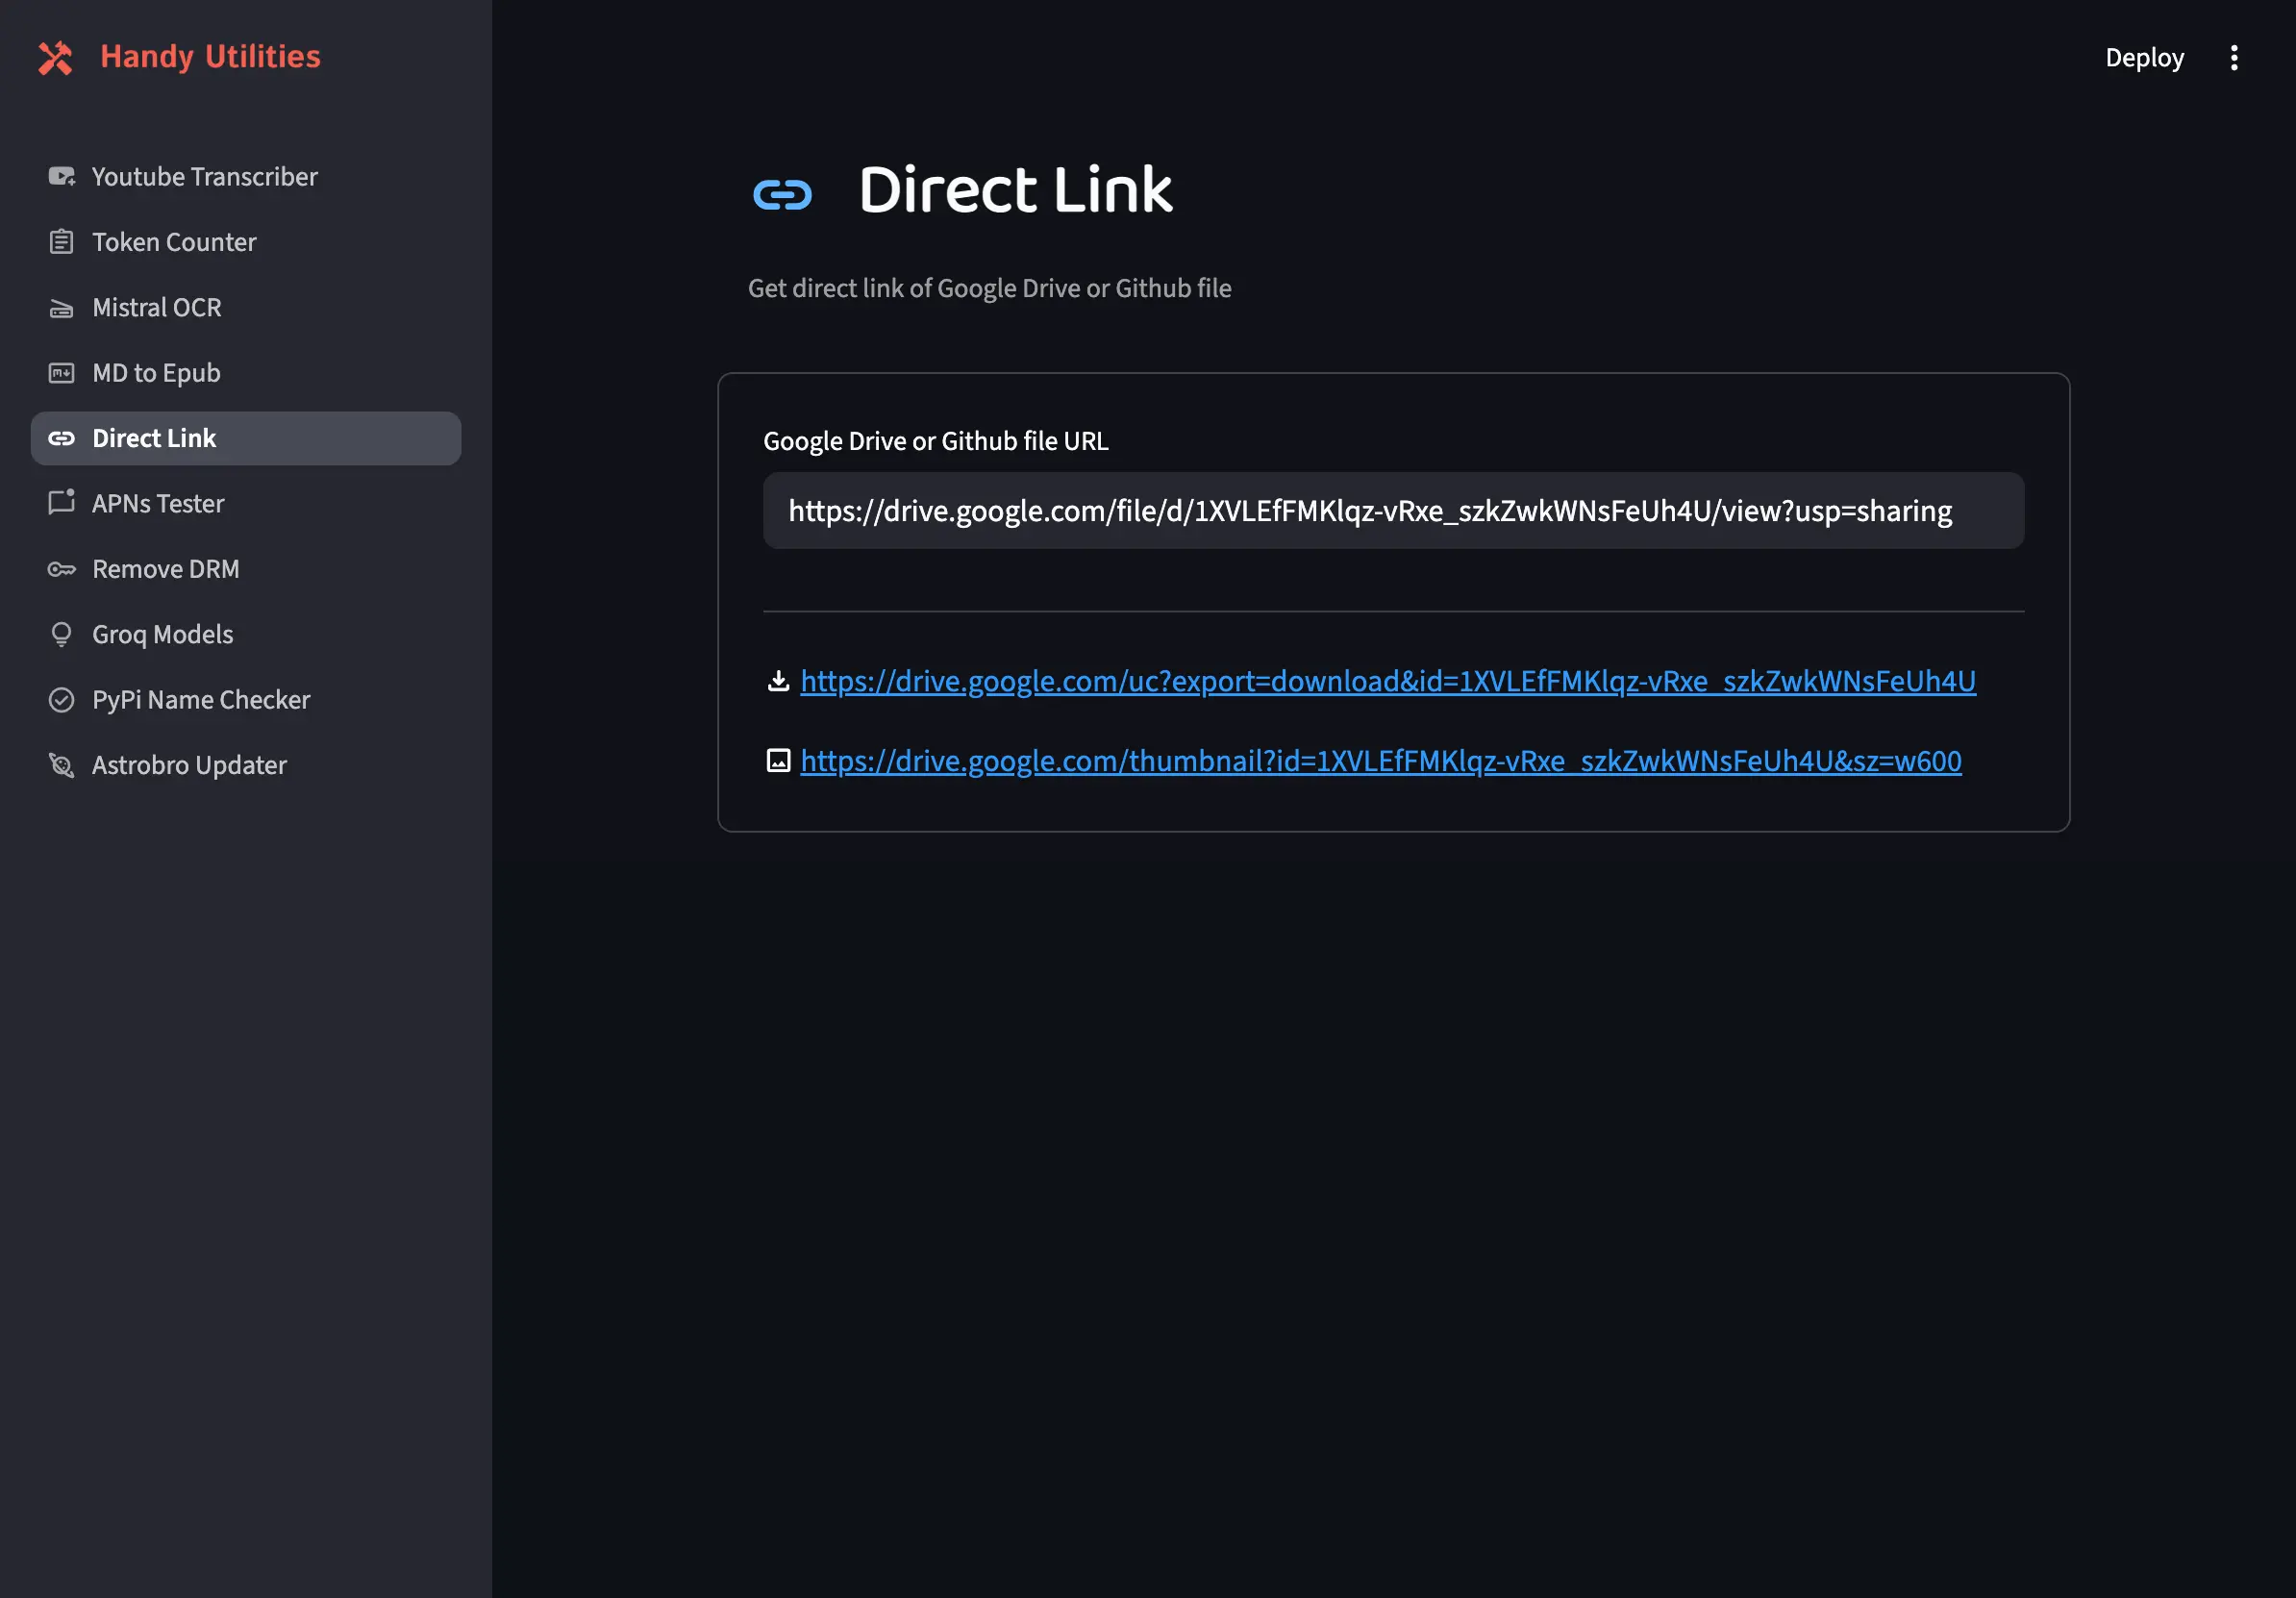 Handy Utilities
Deploy
Youtube Transcriber
Token Counter
Mistral OCR
MD to Epub
Direct Link
APNs Tester
Remove DRM
Groq Models
PyPi Name Checker
Astrobro Updater
Direct Link
Get direct link of Google Drive or Github file
Google Drive or Github file URL
https://drive.google.com/file/d/1XVLEfFMKlqz-vRxe_szkZwkWNsFeUh4U/view?usp=sharing
https://drive.google.com/uc?export=download&id=1XVLEfFMKlqz-vRxe_szkZwkWNsFeUh4U
https://drive.google.com/thumbnail?id=1XVLEfFMKlqz-vRxe_szkZwkWNsFeUh4U&sz=w600